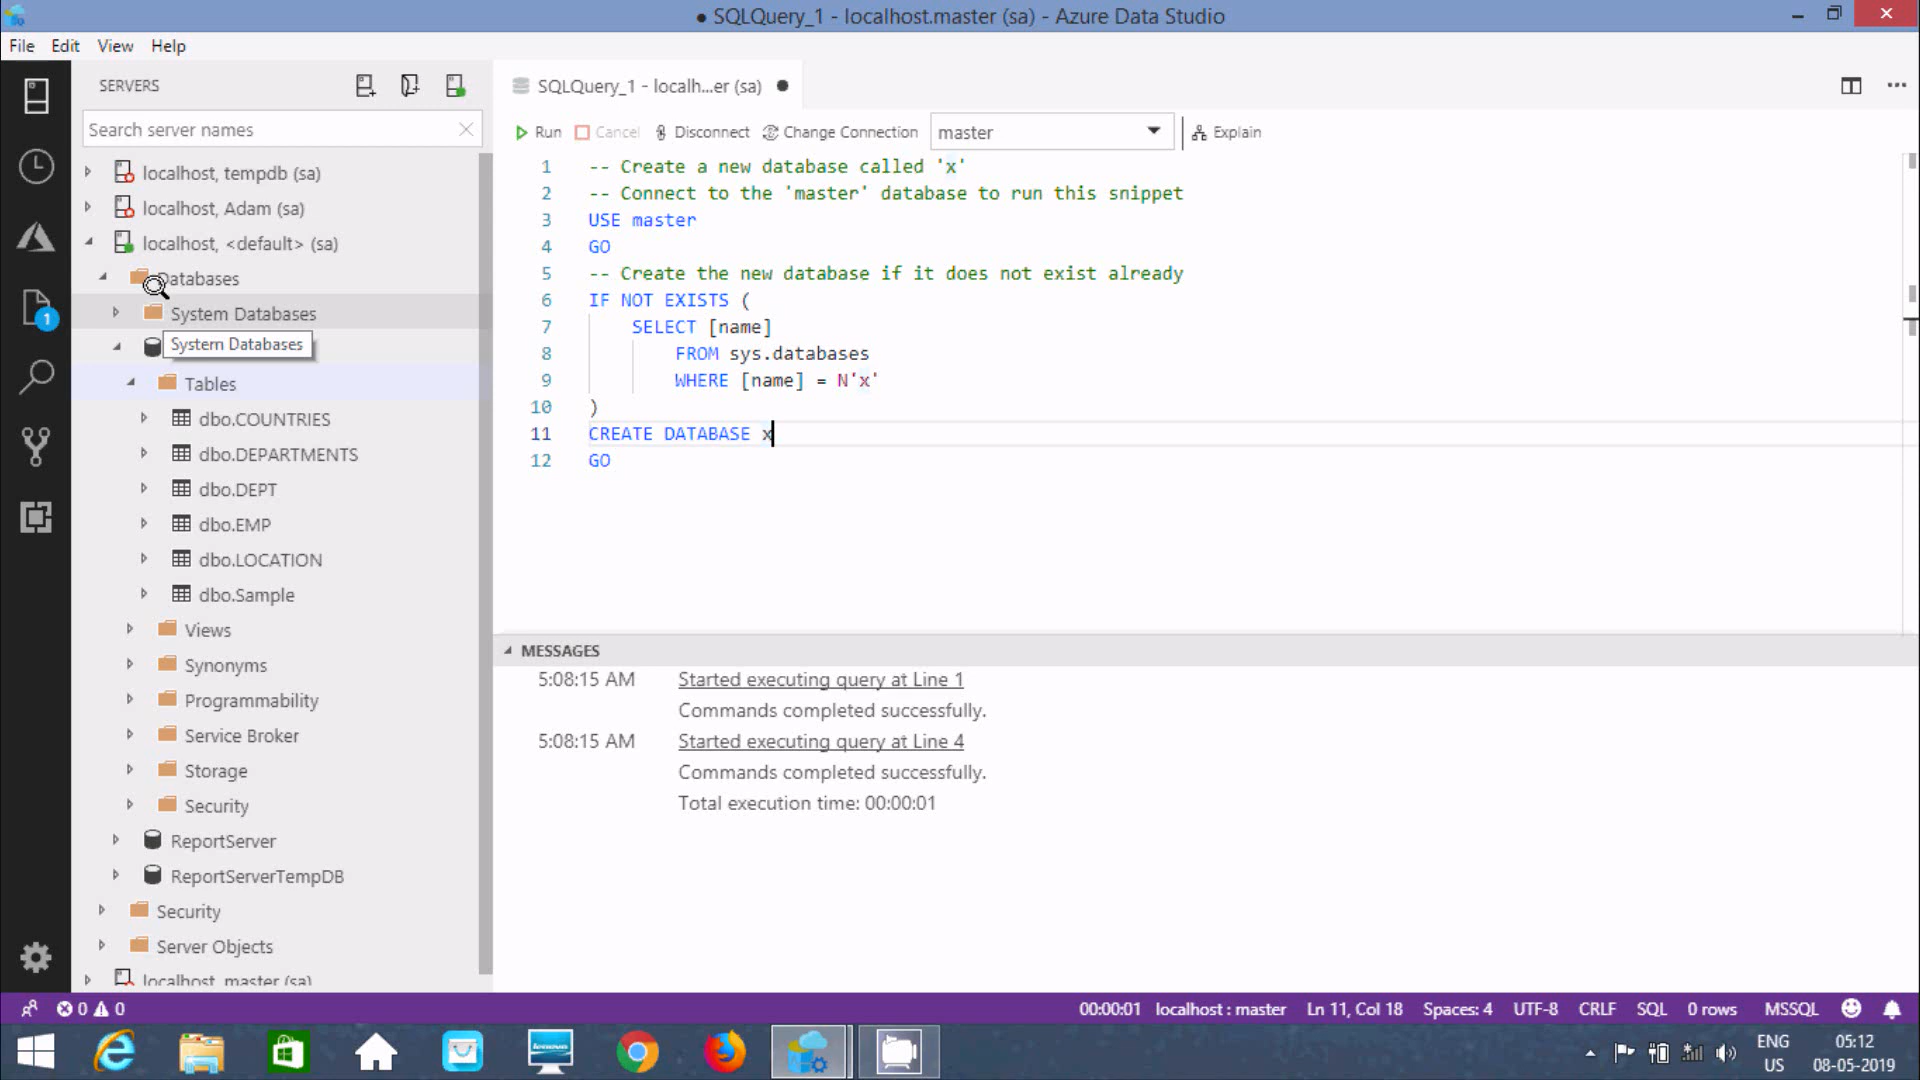 ● SQLQuery_1 - localhost.master (sa) - Azure Data Studio
File Edit View Help
SERVERS
Search server names
localhost, tempdb (sa)
localhost, Adam (sa)
localhost, <default> (sa)
Databases
System Databases
System Databases
Tables
dbo.COUNTRIES
dbo.DEPARTMENTS
dbo.DEPT
dbo.EMP
dbo.LOCATION
dbo.Sample
Views
Synonyms
Programmability
Service Broker
Storage
Security
ReportServer
ReportServerTempDB
Security
Server Objects
localhost, master (sa)
1
SQLQuery_1 - localh...er (sa) ●
Run Cancel Disconnect Change Connection master Explain
1 -- Create a new database called 'x'
2 -- Connect to the 'master' database to run this snippet
3 USE master
4 GO
5 -- Create the new database if it does not exist already
6 IF NOT EXISTS (
7 SELECT [name]
8 FROM sys.databases
9 WHERE [name] = N'x'
10 )
11 CREATE DATABASE x
12 GO
MESSAGES
5:08:15 AM Started executing query at Line 1
Commands completed successfully.
5:08:15 AM Started executing query at Line 4
Commands completed successfully.
Total execution time: 00:00:01
0 0 00:00:01 localhost : master Ln 11, Col 18 Spaces: 4 UTF-8 CRLF SQL 0 rows MSSQL
ENG 05:12
US 08-05-2019